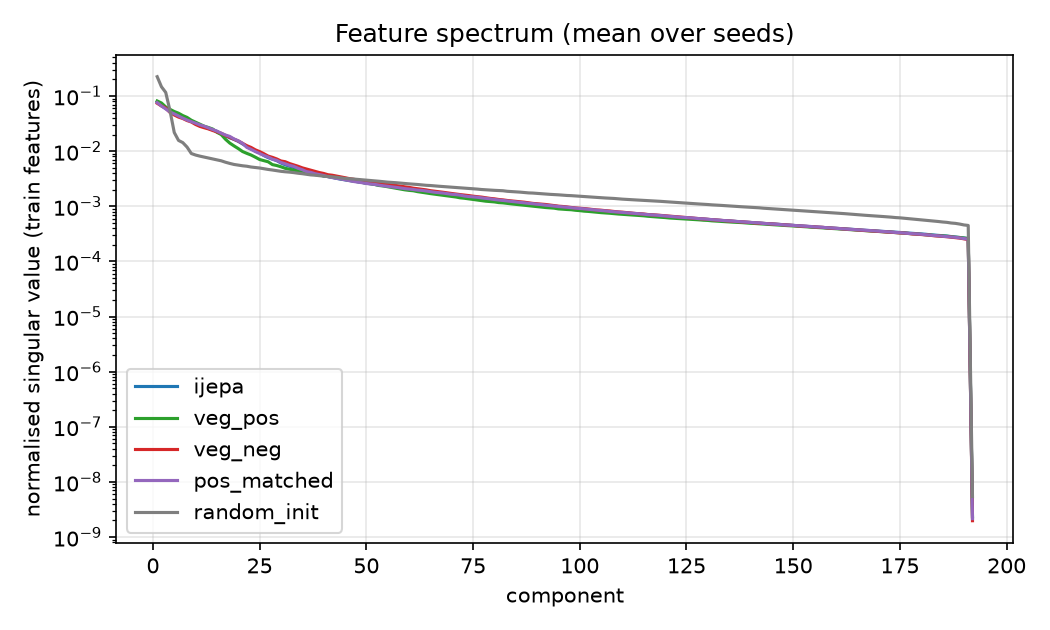 Feature spectrum (mean over seeds)
normalised singular value (train features)
10⁻¹
10⁻²
10⁻³
10⁻⁴
10⁻⁵
10⁻⁶
10⁻⁷
10⁻⁸
10⁻⁹
ijepa
veg_pos
veg_neg
pos_matched
random_init
0 25 50 75 100 125 150 175 200
component